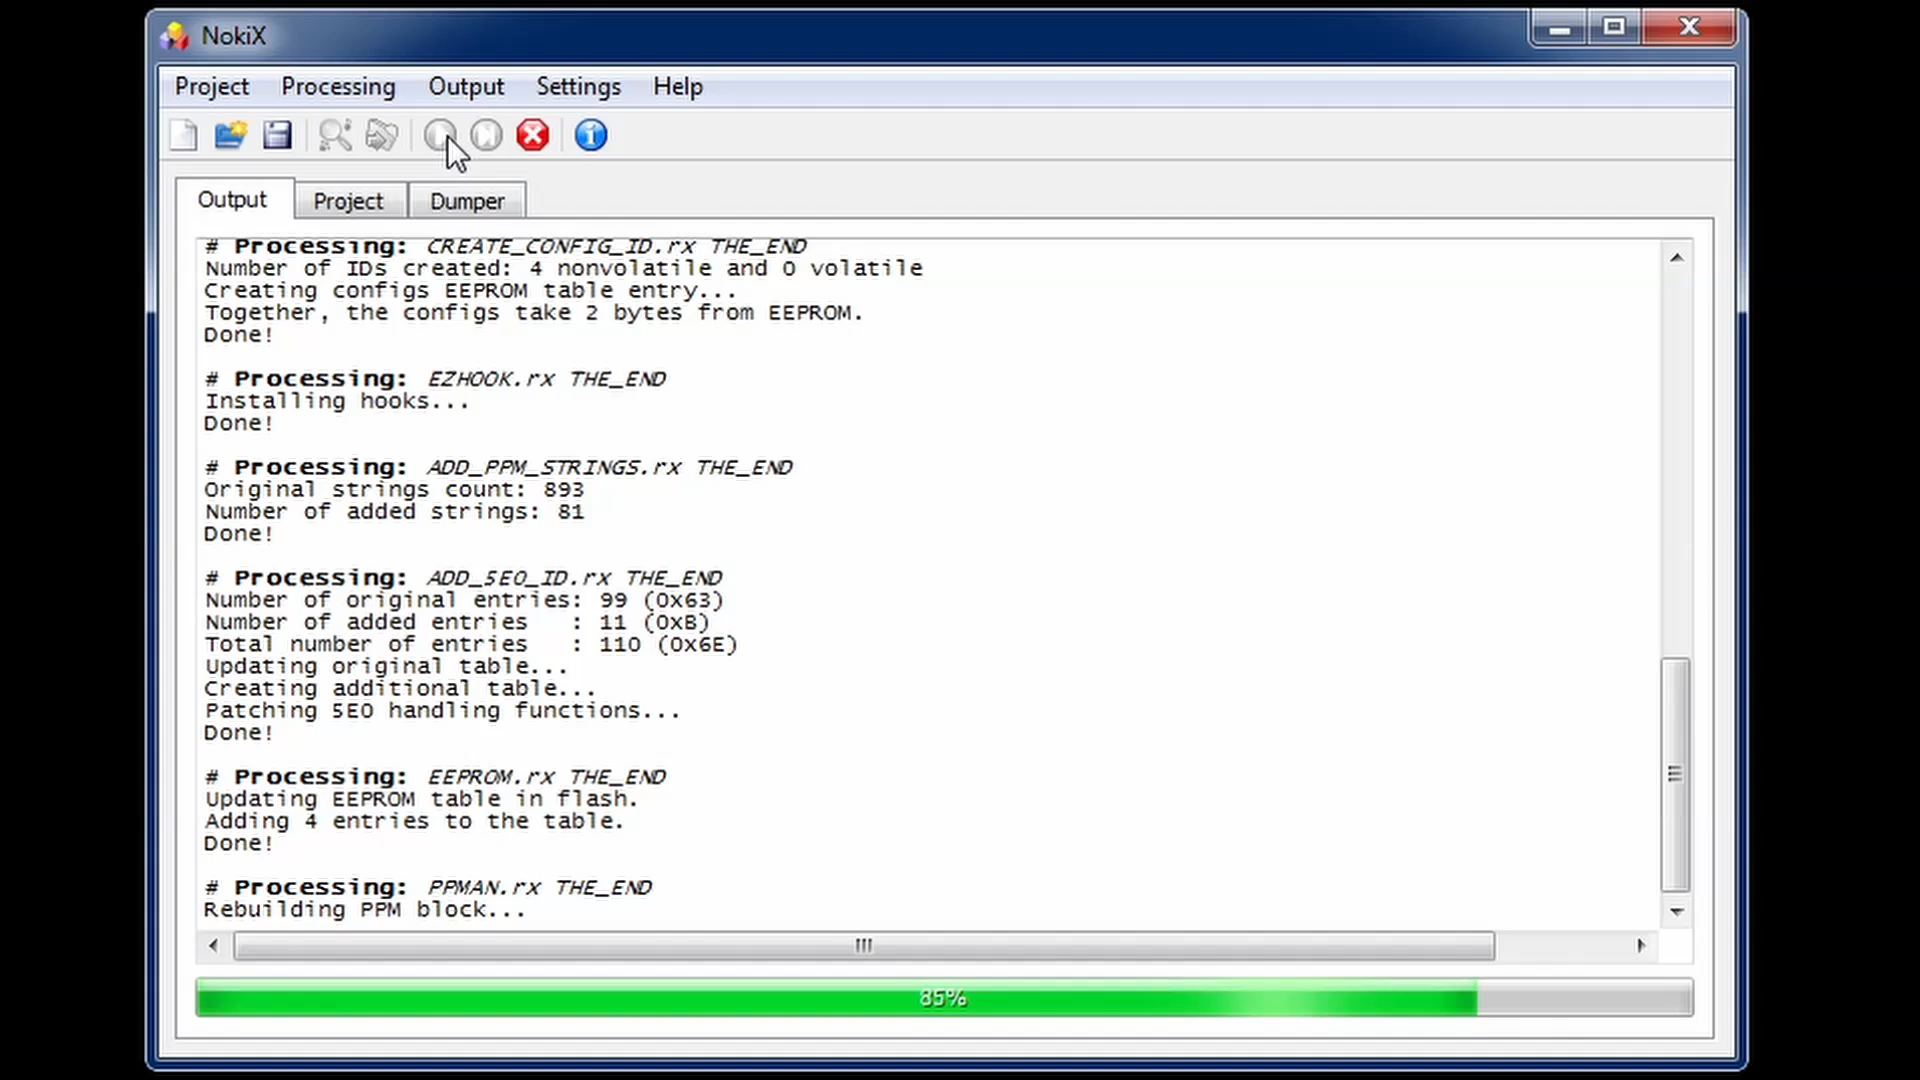 NokiX
Project Processing Output Settings Help
Output Project Dumper
# Processing: CREATE_CONFIG_ID.rx THE_END
Number of IDs created: 4 nonvolatile and 0 volatile
Creating configs EEPROM table entry...
Together, the configs take 2 bytes from EEPROM.
Done!
# Processing: EZHOOK.rx THE_END
Installing hooks...
Done!
# Processing: ADD_PPM_STRINGS.rx THE_END
Original strings count: 893
Number of added strings: 81
Done!
# Processing: ADD_5E0_ID.rx THE_END
Number of original entries: 99 (0x63)
Number of added entries   : 11 (0xB)
Total number of entries   : 110 (0x6E)
Updating original table...
Creating additional table...
Patching 5E0 handling functions...
Done!
# Processing: EEPROM.rx THE_END
Updating EEPROM table in flash.
Adding 4 entries to the table.
Done!
# Processing: PPMAN.rx THE_END
Rebuilding PPM block...
85%